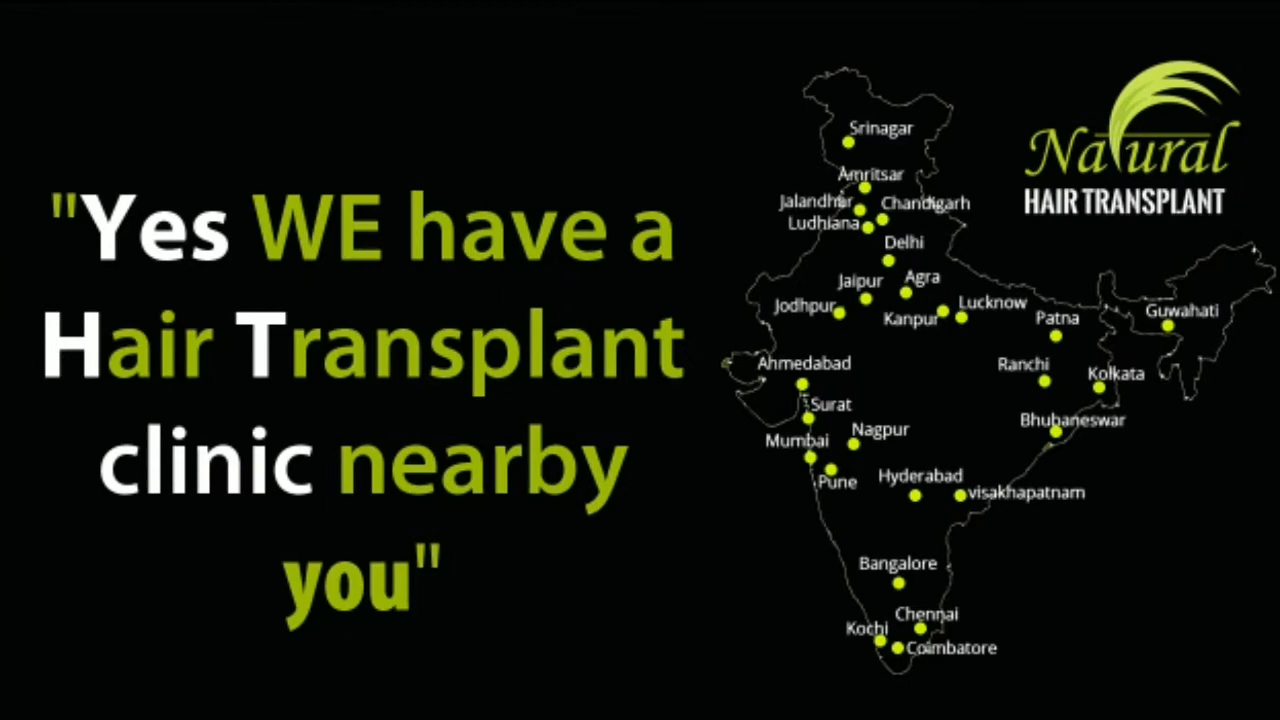 "Yes WE have a
Hair Transplant
clinic nearby
you"
Natural
HAIR TRANSPLANT
Srinagar
Amritsar
Jalandhar
Chandigarh
Ludhiana
Delhi
Jaipur
Agra
Jodhpur
Kanpur
Lucknow
Patna
Guwahati
Ahmedabad
Ranchi
Kolkata
Surat
Bhubaneswar
Mumbai
Nagpur
Pune
Hyderabad
visakhapatnam
Bangalore
Chennai
Kochi
Coimbatore